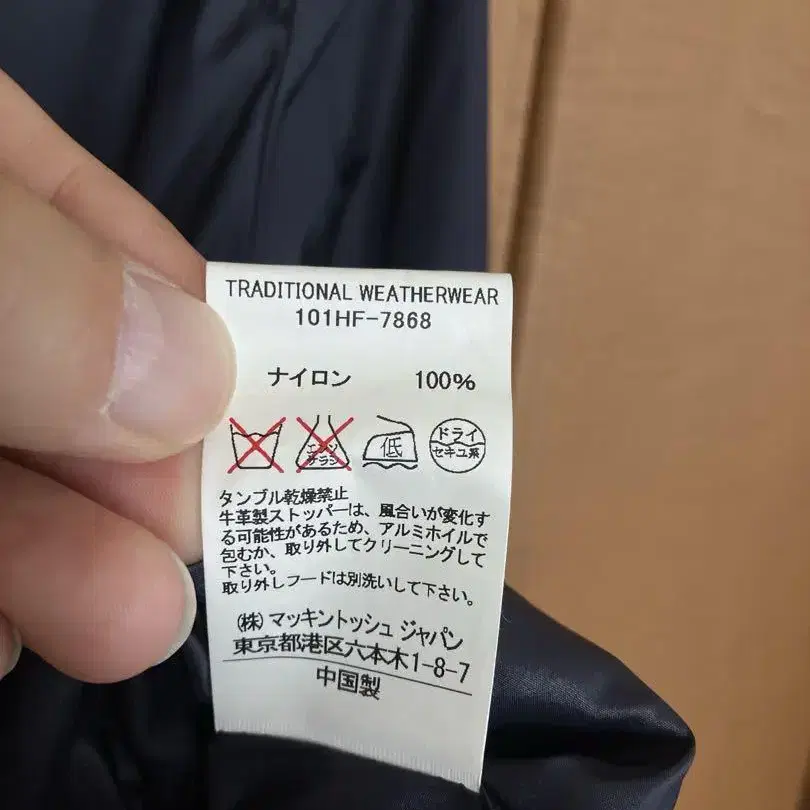 TRADITIONAL WEATHERWEAR
101HF-7868
ナイロン 100%
エンソ サラシ 低 ドライ セキユ系
タンブル乾燥禁止
牛革製ストッパーは、風合いが変化す
る可能性があるため、アルミホイルで
包むか、取り外してクリーニングして
下さい。
取り外しフードは別洗いして下さい。
(株)マッキントッシュ ジャパン
東京都港区六本木1-8-7
中国製